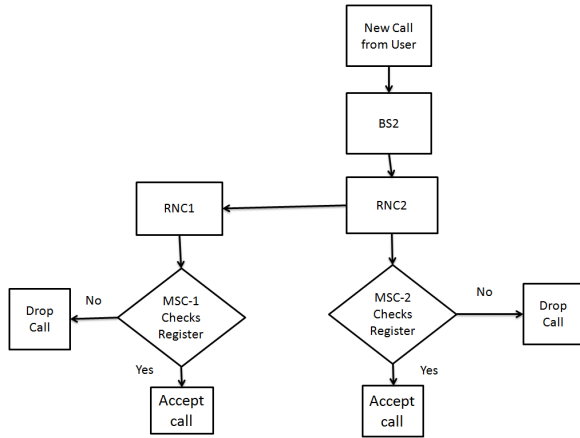 New Call
from User
BS2
RNC1
RNC2
MSC-1
Checks
Register
MSC-2
Checks
Register
No
Drop
Call
No
Drop
Call
Yes
Yes
Accept
call
Accept
call